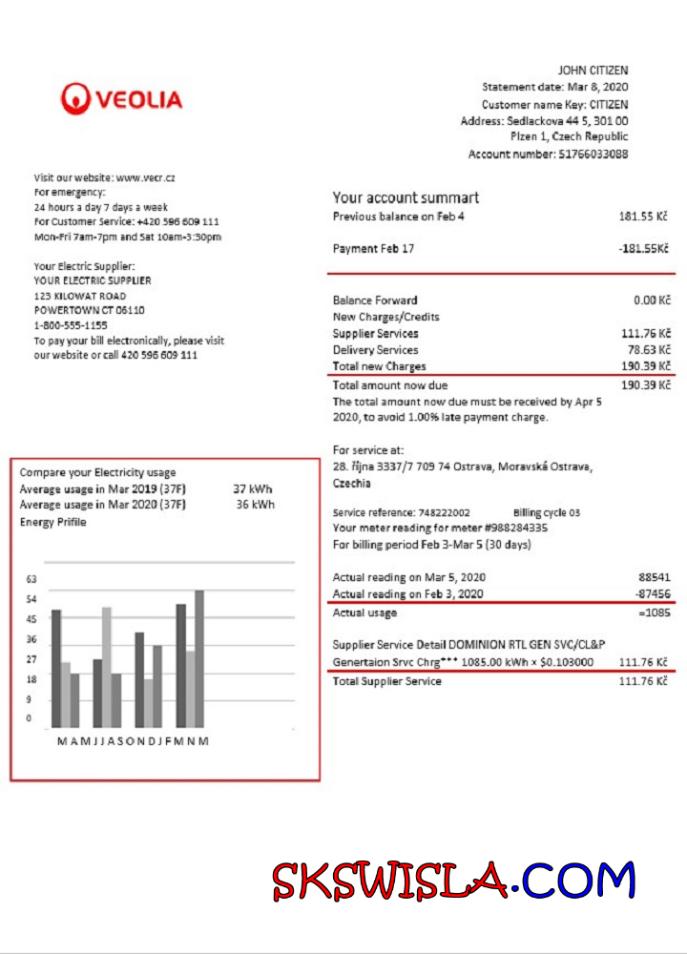 VEOLIA
JOHN CITIZEN
Statement date: Mar 8, 2020
Customer name Key: CITIZEN
Address: Sedlackova 44 5, 301 00
Plzen 1, Czech Republic
Account number: 51766033088
Visit our website: www.vecr.cz
For emergency:
24 hours a day 7 days a week
For Customer Service: +420 596 609 111
Mon-Fri 7am-7pm and Sat 10am-3:30pm
Your Electric Supplier:
YOUR ELECTRIC SUPPLIER
123 KILOWAT ROAD
POWERTOWN CT 06110
1-800-555-1155
To pay your bill electronically, please visit
our website or call 420 596 609 111
Your account summart
Previous balance on Feb 4 181.55 Kč
Payment Feb 17 -181.55Kč
Balance Forward 0.00 Kč
New Charges/Credits
Supplier Services 111.76 Kč
Delivery Services 78.63 Kč
Total new Charges 190.39 Kč
Total amount now due 190.39 Kč
The total amount now due must be received by Apr 5
2020, to avoid 1.00% late payment charge.
For service at:
28. října 3337/7 709 74 Ostrava, Moravská Ostrava,
Czechia
Service reference: 748222002 Billing cycle 03
Your meter reading for meter #988284335
For billing period Feb 3-Mar 5 (30 days)
Actual reading on Mar 5, 2020 88541
Actual reading on Feb 3, 2020 -87456
Actual usage =1085
Supplier Service Detail DOMINION RTL GEN SVC/CL&P
Genertaion Srvc Chrg*** 1085.00 kWh x $0.103000 111.76 Kč
Total Supplier Service 111.76 Kč
Compare your Electricity usage
Average usage in Mar 2019 (37F) 37 kWh
Average usage in Mar 2020 (37F) 36 kWh
Energy Prifile
63
54
45
36
27
18
9
0
M A M J J A S O N D J F M N M
SKSWISLA.COM